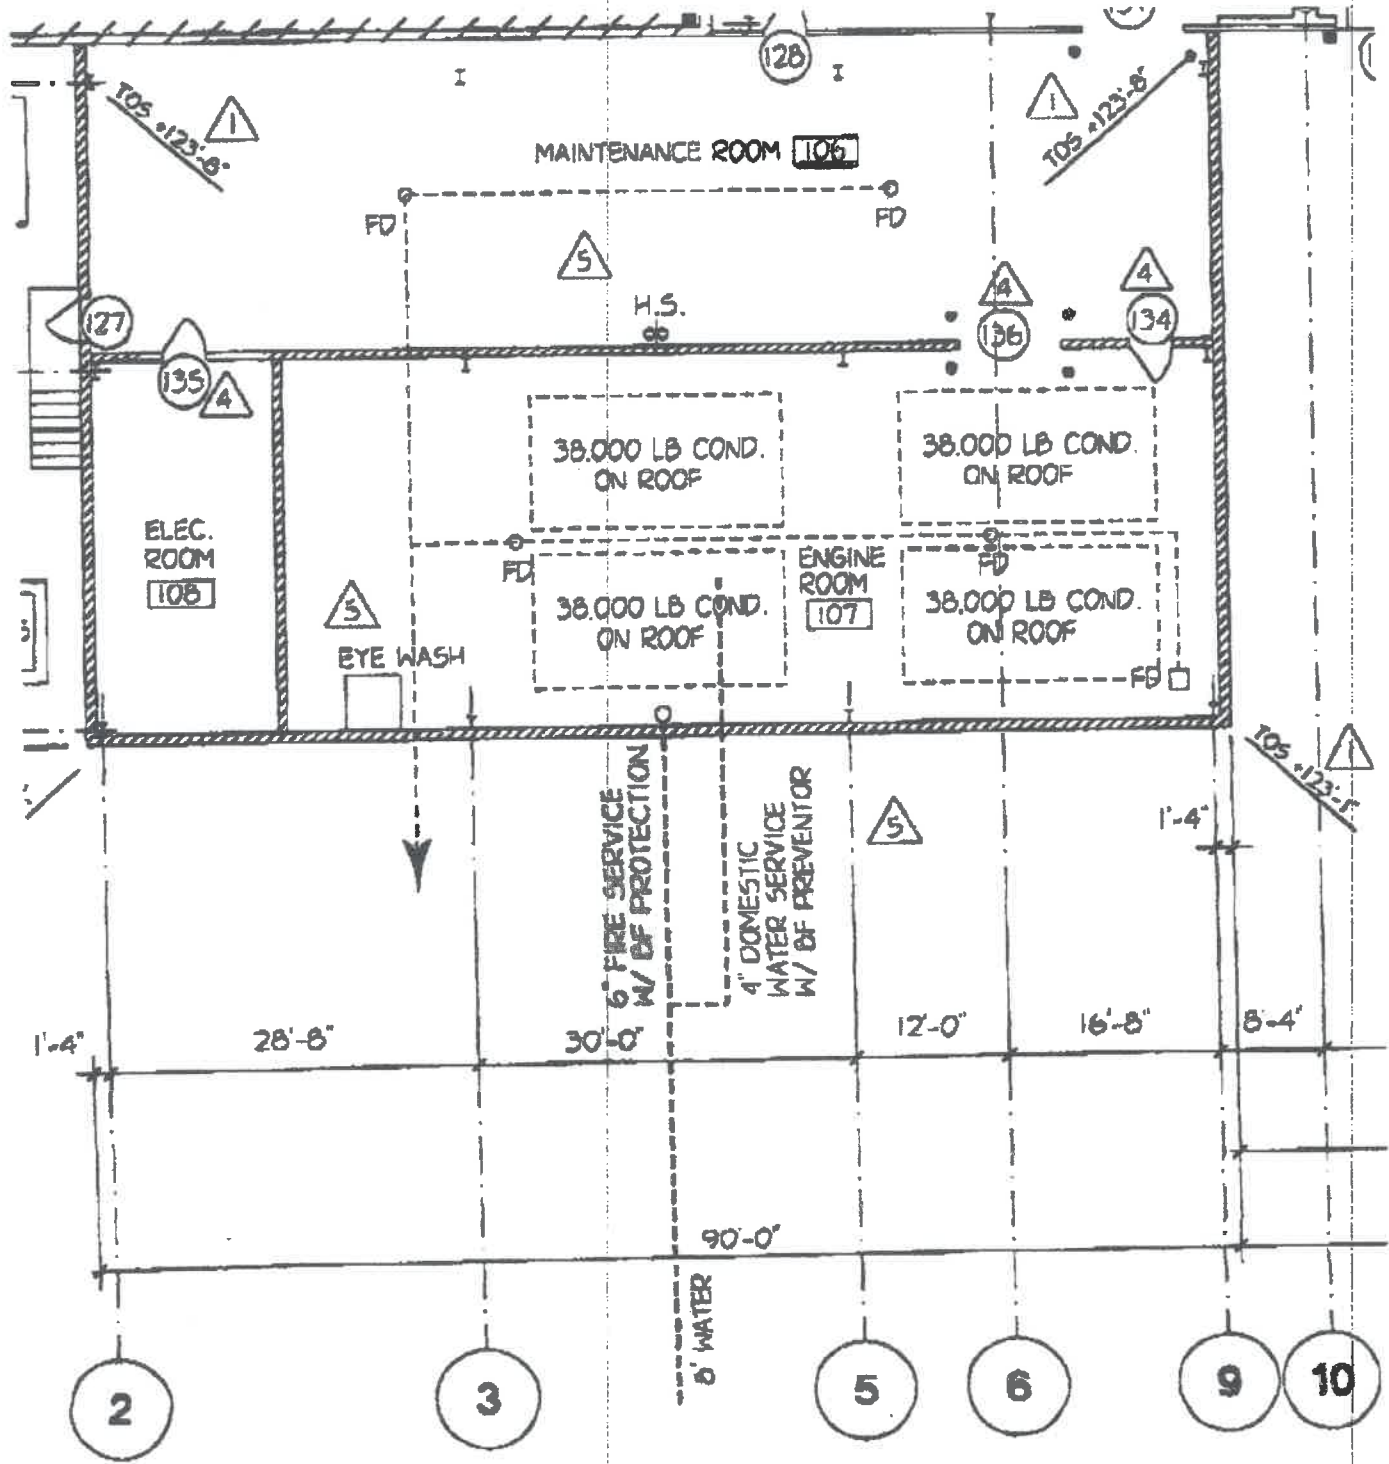 128
TOS +123'-8"
1
1
TOS +123'-8"
MAINTENANCE ROOM 106
FD
FD
5
H.S.
4
4
127
136
134
135
4
38,000 LB COND.
ON ROOF
38,000 LB COND.
ON ROOF
ELEC.
ROOM
108
FD
ENGINE
ROOM
107
FD
5
38,000 LB COND.
ON ROOF
38,000 LB COND.
ON ROOF
EYE WASH
FD
1
6" FIRE SERVICE
W/ BF PROTECTION
4" DOMESTIC
WATER SERVICE
W/ BF PREVENTOR
5
1'-4"
1'-4"
28'-8"
30'-0"
12'-0"
16'-8"
8'-4"
90'-0"
8" WATER
2
3
5
6
9
10